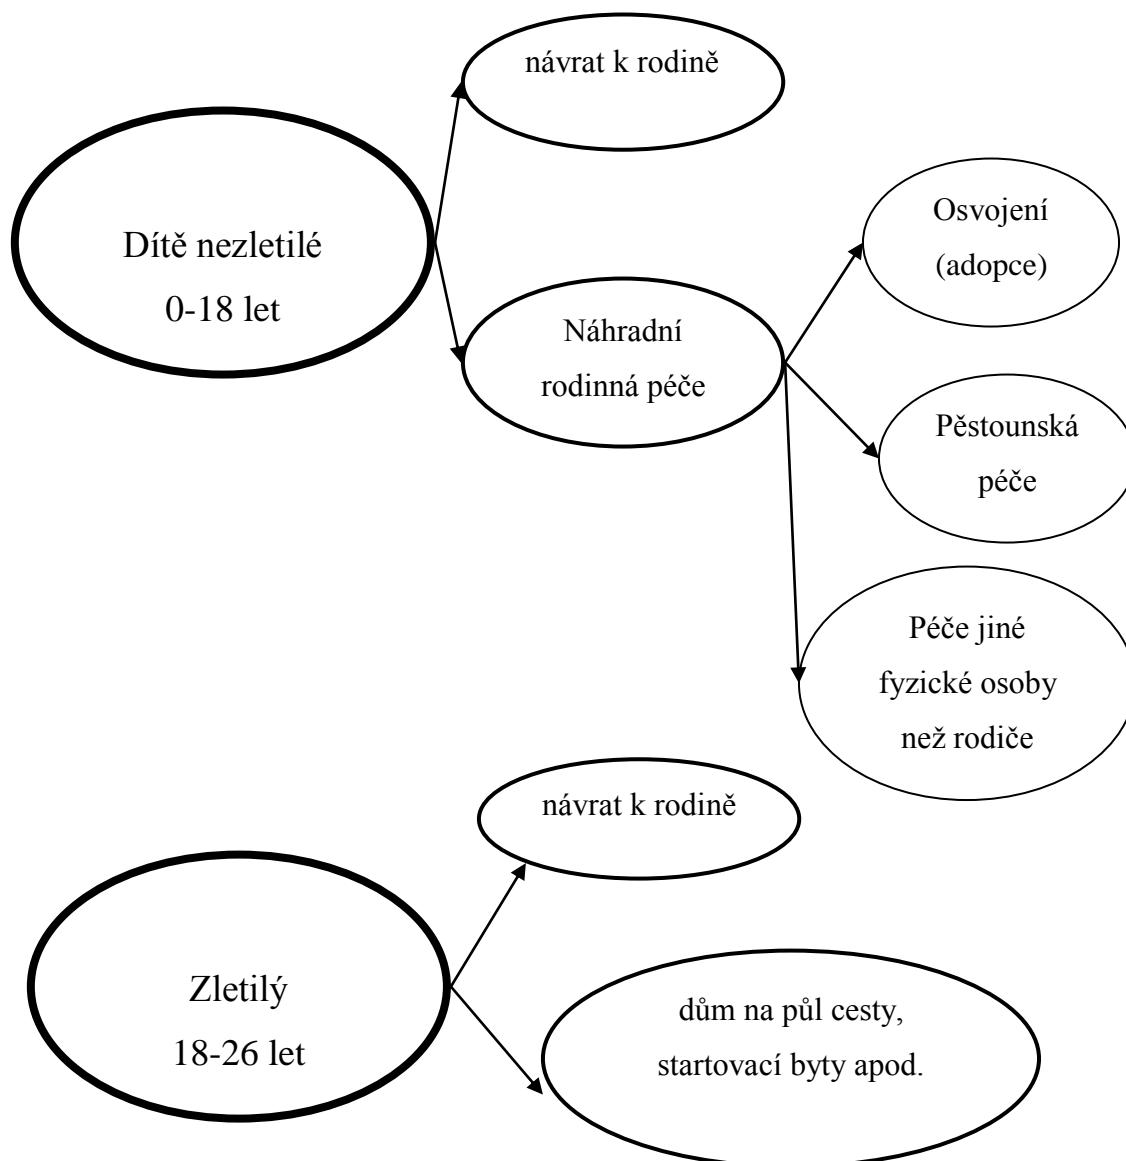 návrat k rodině
Dítě nezletilé
0-18 let
Náhradní
rodinná péče
Osvojení
(adopce)
Pěstounská
péče
Péče jiné
fyzické osoby
než rodiče
návrat k rodině
Zletilý
18-26 let
dům na půl cesty,
startovací byty apod.